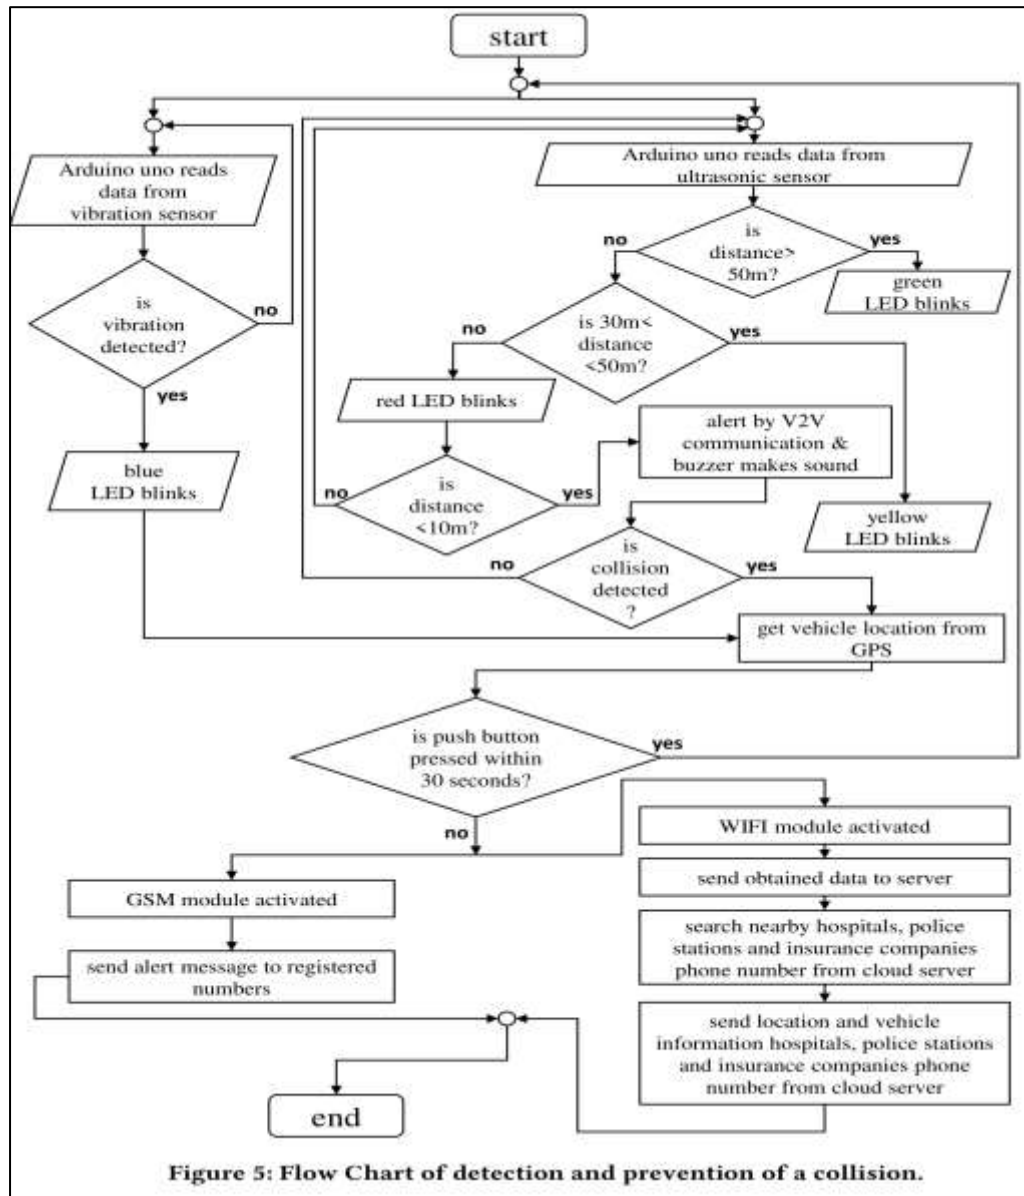 start
Arduino uno reads
data from
vibration sensor
Arduino uno reads data from
ultrasonic sensor
is
distance>
50m?
no
yes
green
LED blinks
is
vibration
detected?
no
yes
is 30m<
distance
<50m?
no
yes
red LED blinks
alert by V2V
communication &
buzzer makes sound
blue
LED blinks
is
distance
<10m?
no
yes
yellow
LED blinks
is
collision
detected
?
no
yes
get vehicle location from
GPS
is push button
pressed within
30 seconds?
yes
no
WIFI module activated
GSM module activated
send obtained data to server
search nearby hospitals, police
stations and insurance companies
phone number from cloud server
send alert message to registered
numbers
send location and vehicle
information hospitals, police stations
and insurance companies phone
number from cloud server
end
Figure 5: Flow Chart of detection and prevention of a collision.